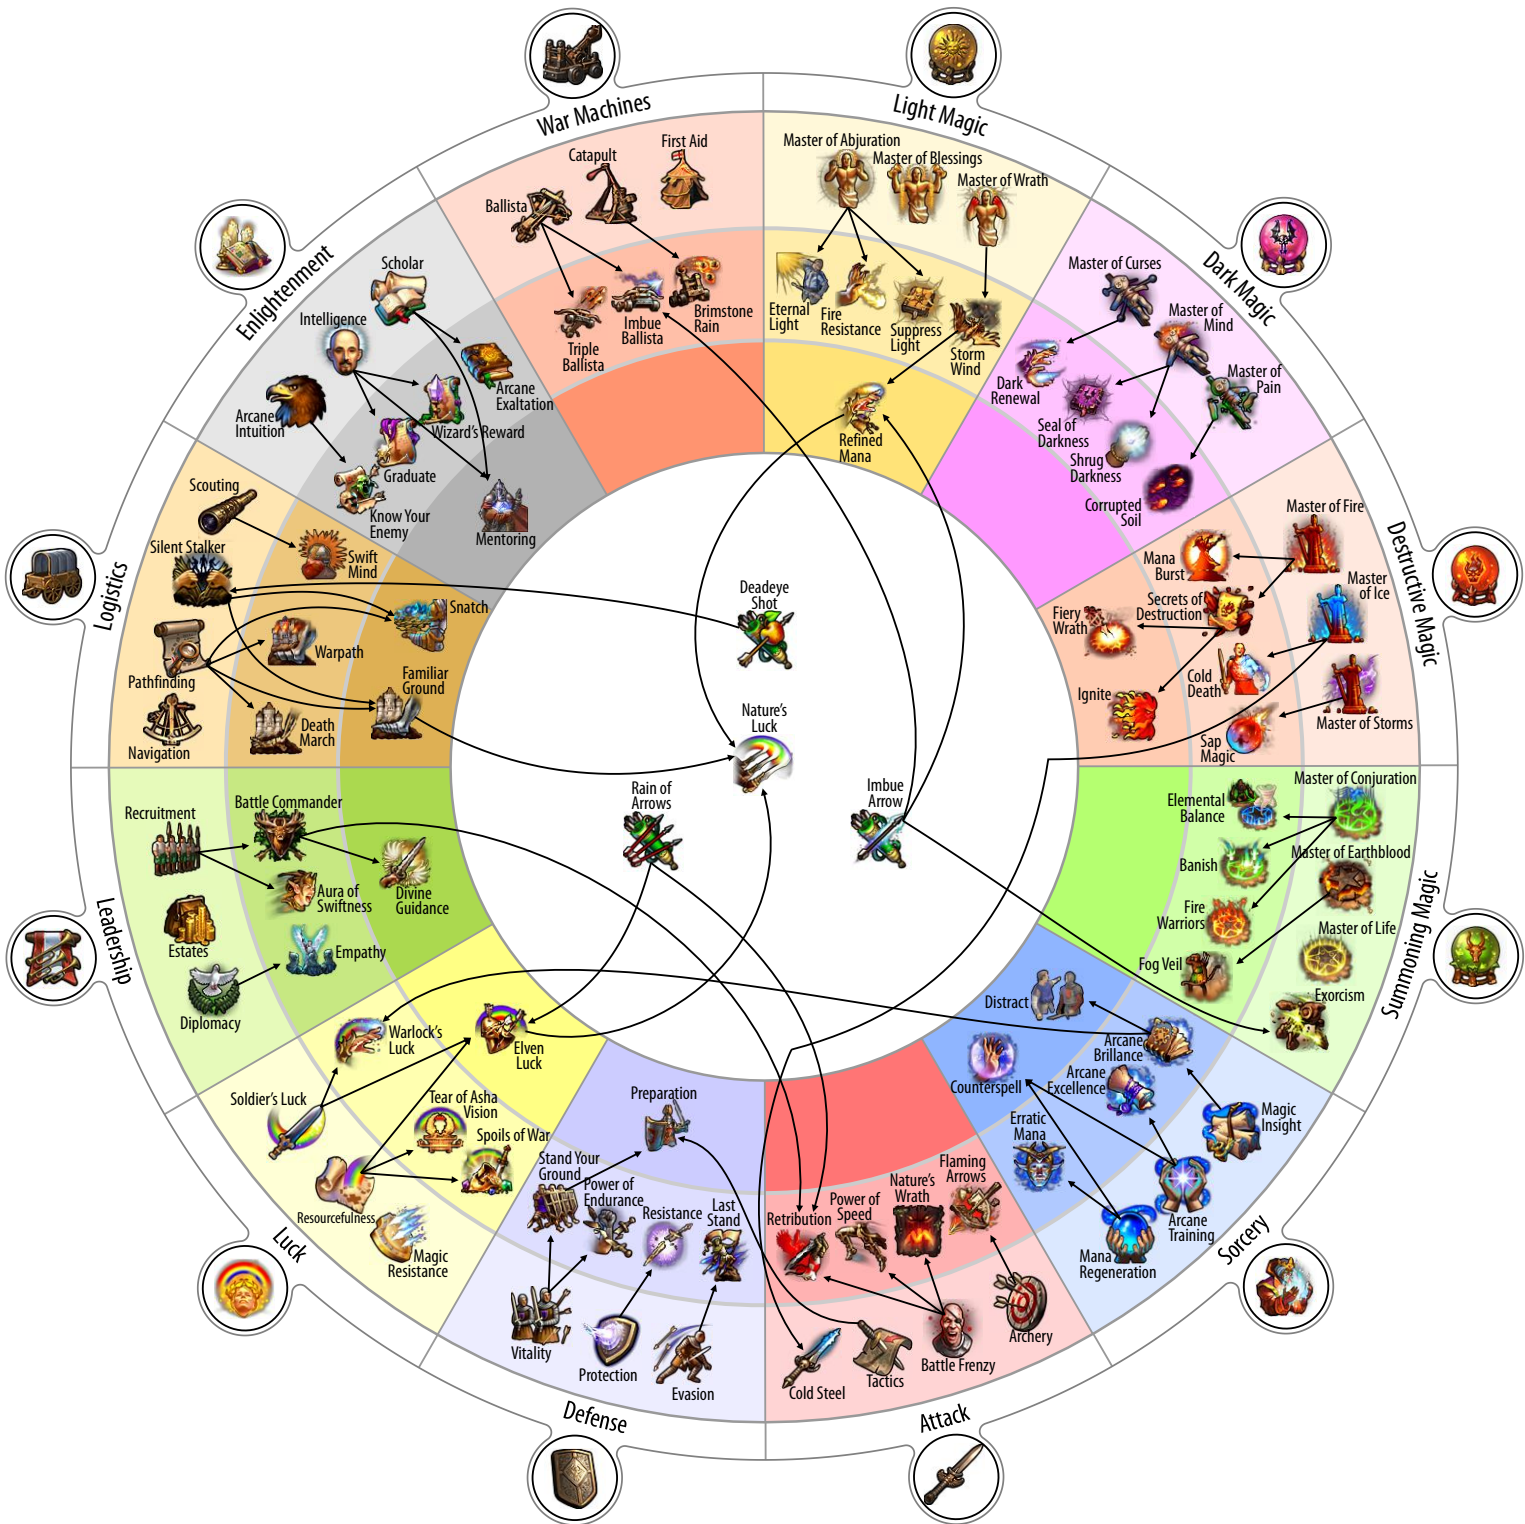 War Machines
Ballista
Catapult
First Aid
Triple
Ballista
Imbue
Ballista
Brimstone
Rain
Light Magic
Master of Abjuration
Master of Blessings
Master of Wrath
Eternal
Light
Fire
Resistance
Suppress
Light
Storm
Wind
Refined
Mana
Dark Magic
Master of Curses
Master of
Mind
Master of
Pain
Dark
Renewal
Seal of
Darkness
Shrug
Darkness
Corrupted
Soil
Destructive Magic
Master of Fire
Master
of Ice
Master of Storms
Mana
Burst
Secrets of
Destruction
Cold
Death
Sap
Magic
Fiery
Wrath
Ignite
Summoning Magic
Master of Conjuration
Master of Earthblood
Master of Life
Exorcism
Elemental
Balance
Banish
Fire
Warriors
Fog Veil
Sorcery
Magic
Insight
Arcane
Training
Mana
Regeneration
Arcane
Brillance
Arcane
Excellence
Erratic
Mana
Distract
Counterspell
Attack
Archery
Battle Frenzy
Tactics
Cold Steel
Flaming
Arrows
Nature's
Wrath
Power of
Speed
Retribution
Defense
Evasion
Protection
Vitality
Last
Stand
Resistance
Power of
Endurance
Stand Your
Ground
Preparation
Luck
Magic
Resistance
Resourcefulness
Soldier's Luck
Spoils of War
Tear of Asha
Vision
Warlock's
Luck
Elven
Luck
Leadership
Recruitment
Estates
Diplomacy
Battle Commander
Aura of
Swiftness
Empathy
Divine
Guidance
Logistics
Scouting
Silent Stalker
Pathfinding
Navigation
Swift
Mind
Warpath
Death
March
Snatch
Familiar
Ground
Enlightenment
Scholar
Intelligence
Arcane
Intuition
Arcane
Exaltation
Wizard's Reward
Graduate
Know Your
Enemy
Mentoring
Deadeye
Shot
Nature's
Luck
Rain of
Arrows
Imbue
Arrow